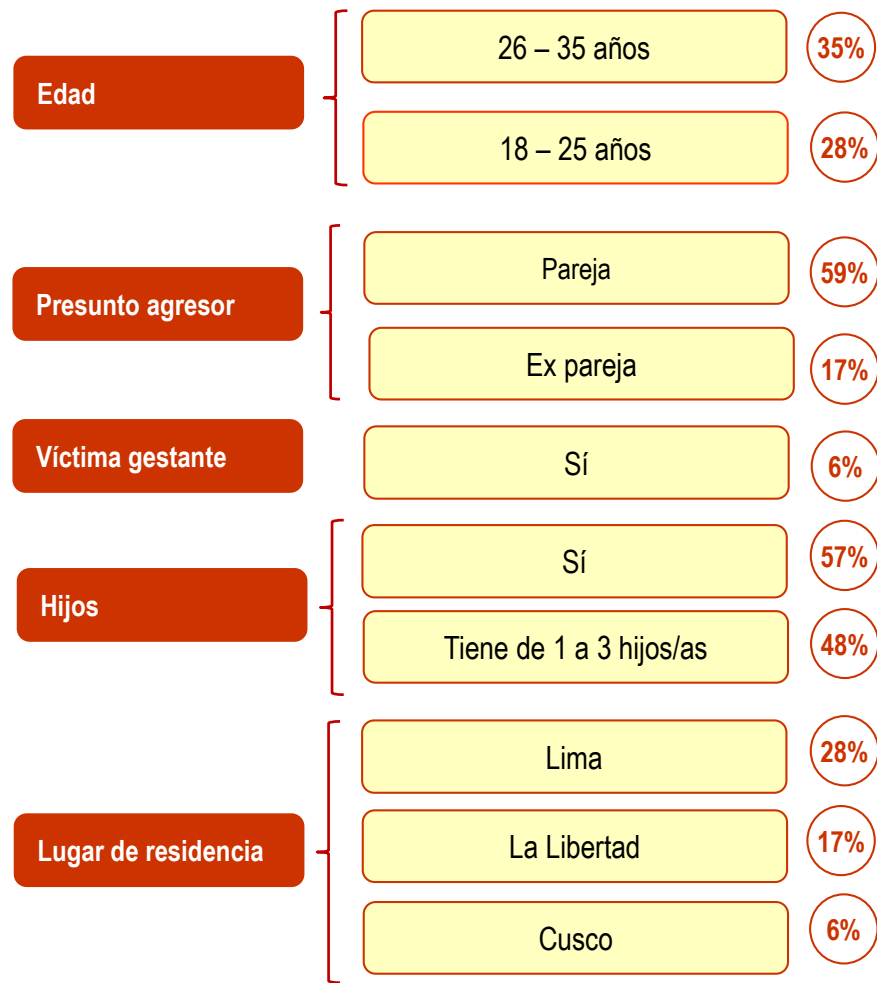 Edad
26 – 35 años
35%
18 – 25 años
28%
Presunto agresor
Pareja
59%
Ex pareja
17%
Víctima gestante
Sí
6%
Hijos
Sí
57%
Tiene de 1 a 3 hijos/as
48%
Lugar de residencia
Lima
28%
La Libertad
17%
Cusco
6%